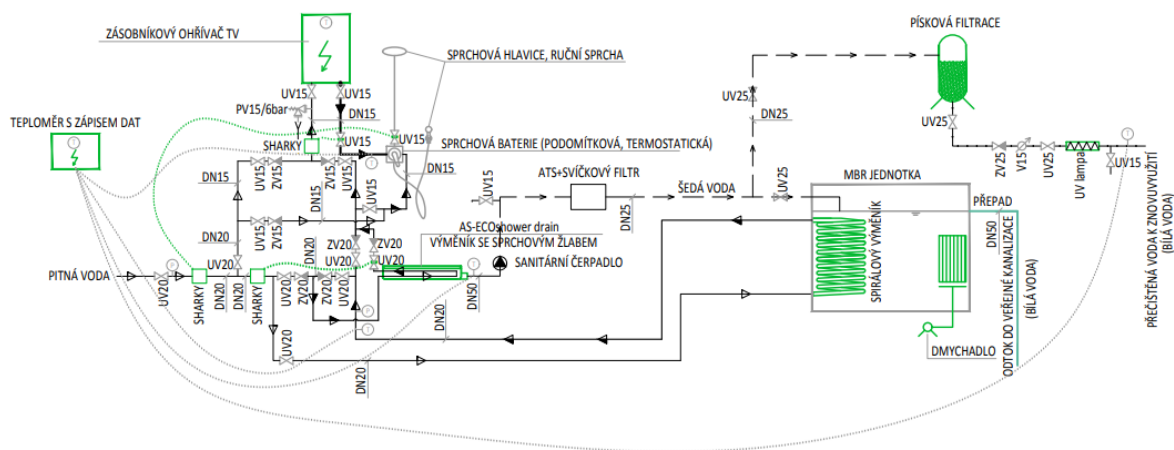 ZÁSOBNÍKOVÝ OHŘÍVAČ TV
T
SPRCHOVÁ HLAVICE, RUČNÍ SPRCHA
PÍSKOVÁ FILTRACE
UV15
UV15
PV15/6bar
DN15
TEPLOMĚR S ZÁPISEM DAT
T
SHARKY
UV15
UV15
SPRCHOVÁ BATERIE (PODOMÍTKOVÁ, TERMOSTATICKÁ)
T
DN15
UV25
DN25
UV25
ZV25
V15
UV25
UV lampa
T
UV15
DN15
UV15
ZV15
ZV15
UV15
DN15
UV15
UV15
ATS+SVÍČKOVÝ FILTR
DN25
ŠEDÁ VODA
UV25
MBR JEDNOTKA
PŘEPAD
DN50
DN20
UV15
ZV15
DN20
ZV20
UV20
ZV20
UV20
AS-ECOshower drain
VÝMĚNÍK SE SPRCHOVÝM ŽLABEM
SANITÁRNÍ ČERPADLO
PITNÁ VODA
UV20
P
SHARKY
UV20
DN20
DN20
SHARKY
UV20
ZV20
ZV20
UV20
P
T
T
DN50
DN20
UV20
DN20
SPIRÁLOVÝ VÝMĚNÍK
DMYCHADLO
ODTOK DO VEŘEJNÉ KANALIZACE
(BÍLÁ VODA)
PŘEČIŠTĚNÁ VODA K ZNOVUVYUŽITÍ
(BÍLÁ VODA)